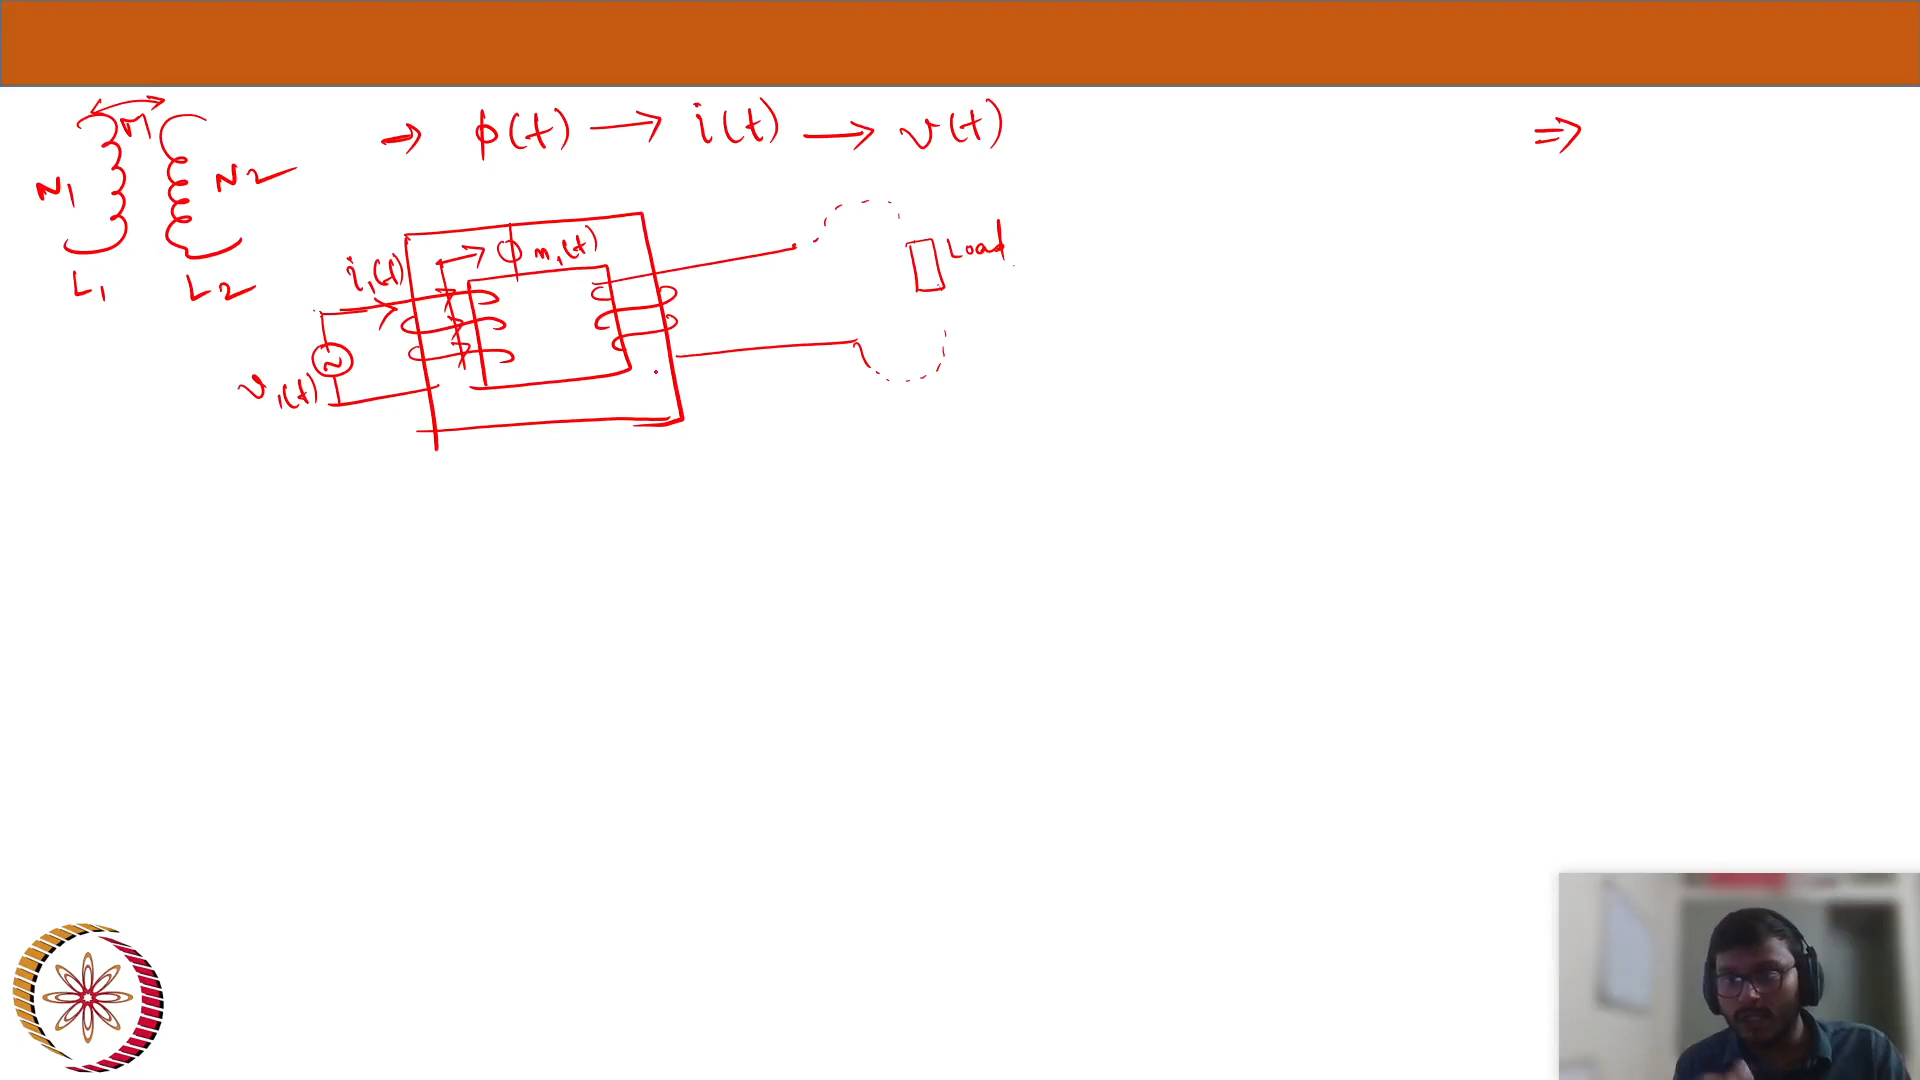 M
⇒ ϕ(t) → i(t) → v(t)
⇒
N1
N2
L1
L2
i1(t)
ϕm1(t)
Load
v1(t)